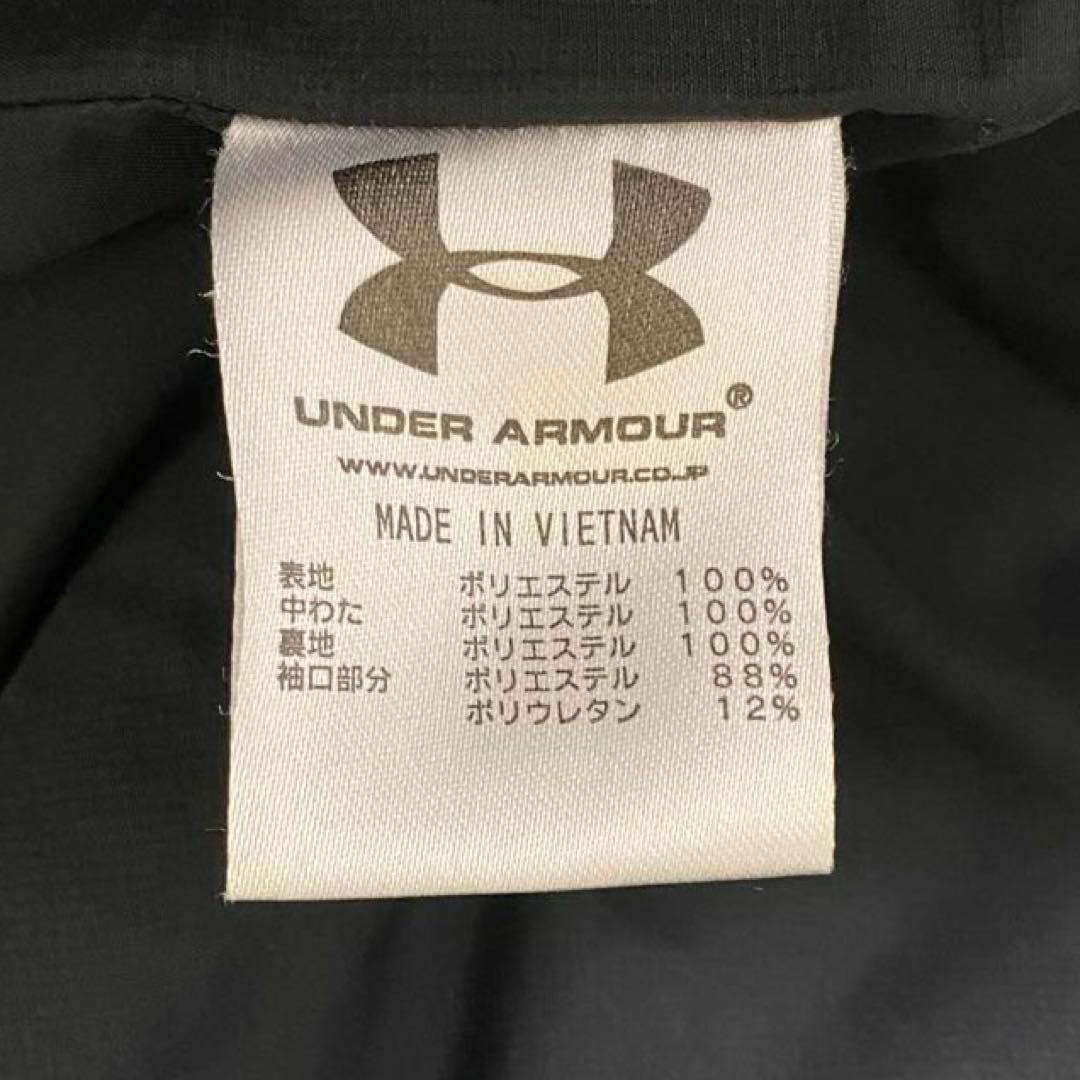 UNDER ARMOUR®
WWW.UNDERARMOUR.CO.JP
MADE IN VIETNAM
表地 ポリエステル 100%
中わた ポリエステル 100%
裏地 ポリエステル 100%
袖口部分 ポリエステル 88%
ポリウレタン 12%